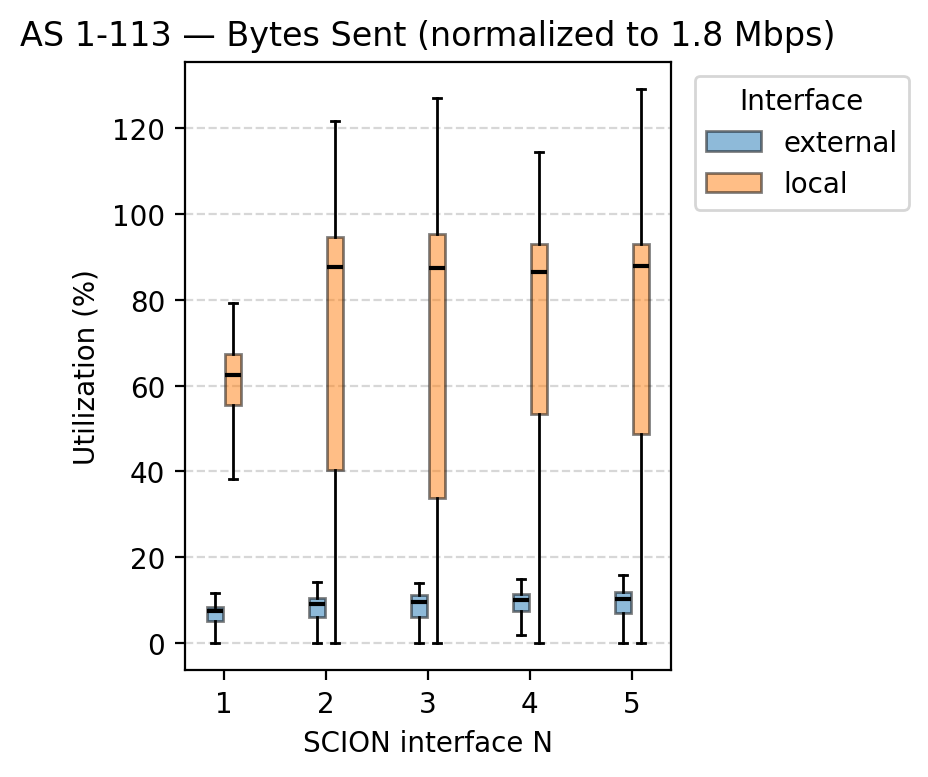 AS 1-113 — Bytes Sent (normalized to 1.8 Mbps)
Interface
external
local
Utilization (%)
120
100
80
60
40
20
0
1 2 3 4 5
SCION interface N